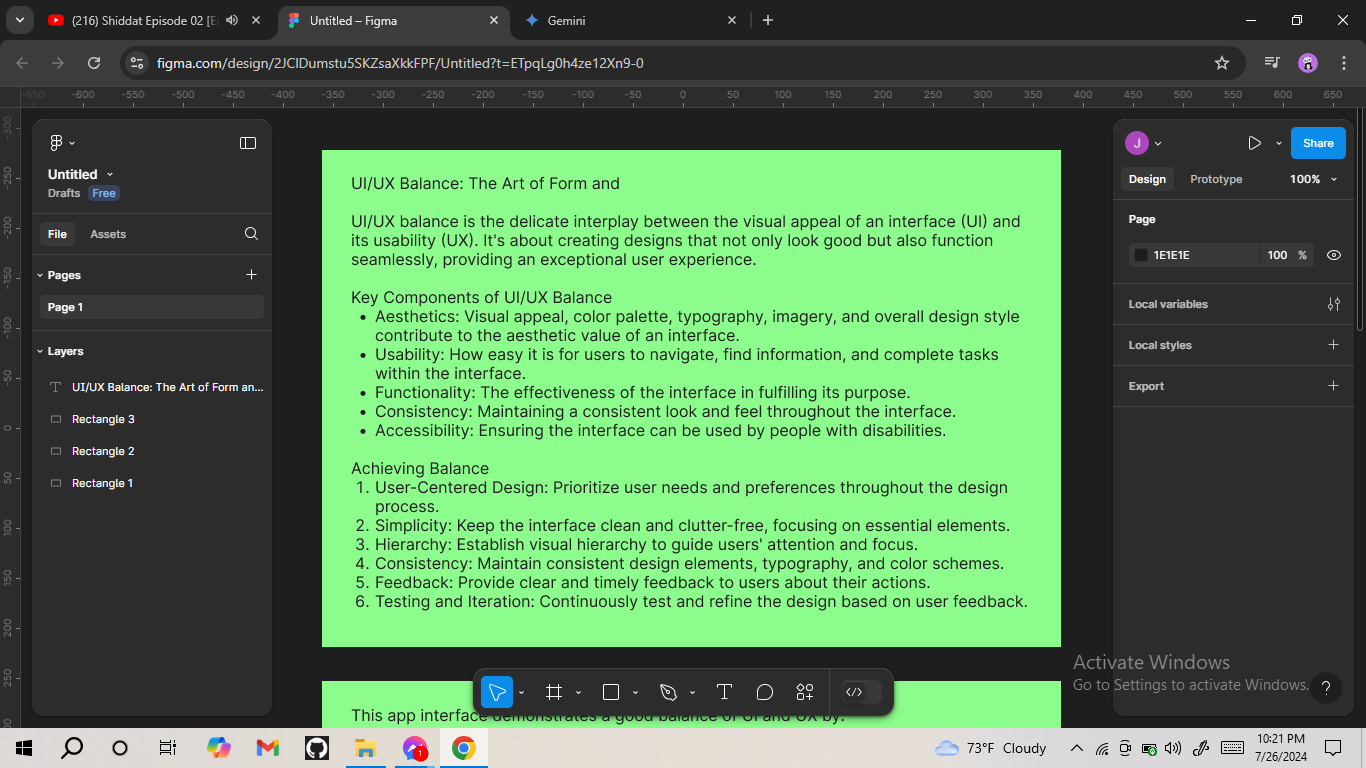 (216) Shiddat Episode 02 [E
Untitled – Figma
Gemini
figma.com/design/2JClDumstu5SKZsaXkkFPF/Untitled?t=ETpqLg0h4ze12Xn9-0
-650 -600 -550 -500 -450 -400 -350 -300 -250 -200 -150 -100 -50 0 50 100 150 200 250 300 350 400 450 500 550 600 650
-300
-250
-200
-150
-100
-50
0
50
100
150
200
250
Untitled
Drafts Free
File Assets
Pages
Page 1
Layers
UI/UX Balance: The Art of Form an...
Rectangle 3
Rectangle 2
Rectangle 1
UI/UX Balance: The Art of Form and
UI/UX balance is the delicate interplay between the visual appeal of an interface (UI) and
its usability (UX). It's about creating designs that not only look good but also function
seamlessly, providing an exceptional user experience.
Key Components of UI/UX Balance
• Aesthetics: Visual appeal, color palette, typography, imagery, and overall design style
contribute to the aesthetic value of an interface.
• Usability: How easy it is for users to navigate, find information, and complete tasks
within the interface.
• Functionality: The effectiveness of the interface in fulfilling its purpose.
• Consistency: Maintaining a consistent look and feel throughout the interface.
• Accessibility: Ensuring the interface can be used by people with disabilities.
Achieving Balance
1. User-Centered Design: Prioritize user needs and preferences throughout the design
process.
2. Simplicity: Keep the interface clean and clutter-free, focusing on essential elements.
3. Hierarchy: Establish visual hierarchy to guide users' attention and focus.
4. Consistency: Maintain consistent design elements, typography, and color schemes.
5. Feedback: Provide clear and timely feedback to users about their actions.
6. Testing and Iteration: Continuously test and refine the design based on user feedback.
This app interface demonstrates a good balance of UI and UX by:
J
Share
Design Prototype 100%
Page
1E1E1E 100 %
Local variables
Local styles
Export
Activate Windows
Go to Settings to activate Windows.
?
1
73°F Cloudy
10:21 PM
7/26/2024